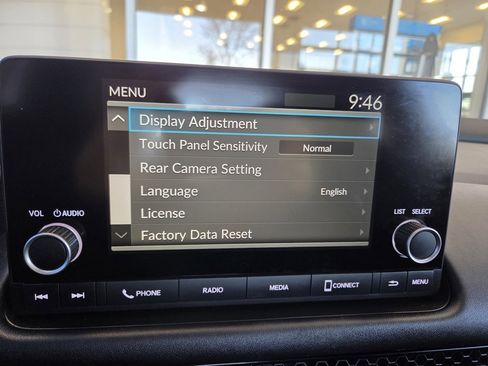 MENU
9:46
Display Adjustment
Touch Panel Sensitivity Normal
Rear Camera Setting
Language English
License
Factory Data Reset
VOL AUDIO
LIST SELECT
PHONE RADIO MEDIA CONNECT MENU